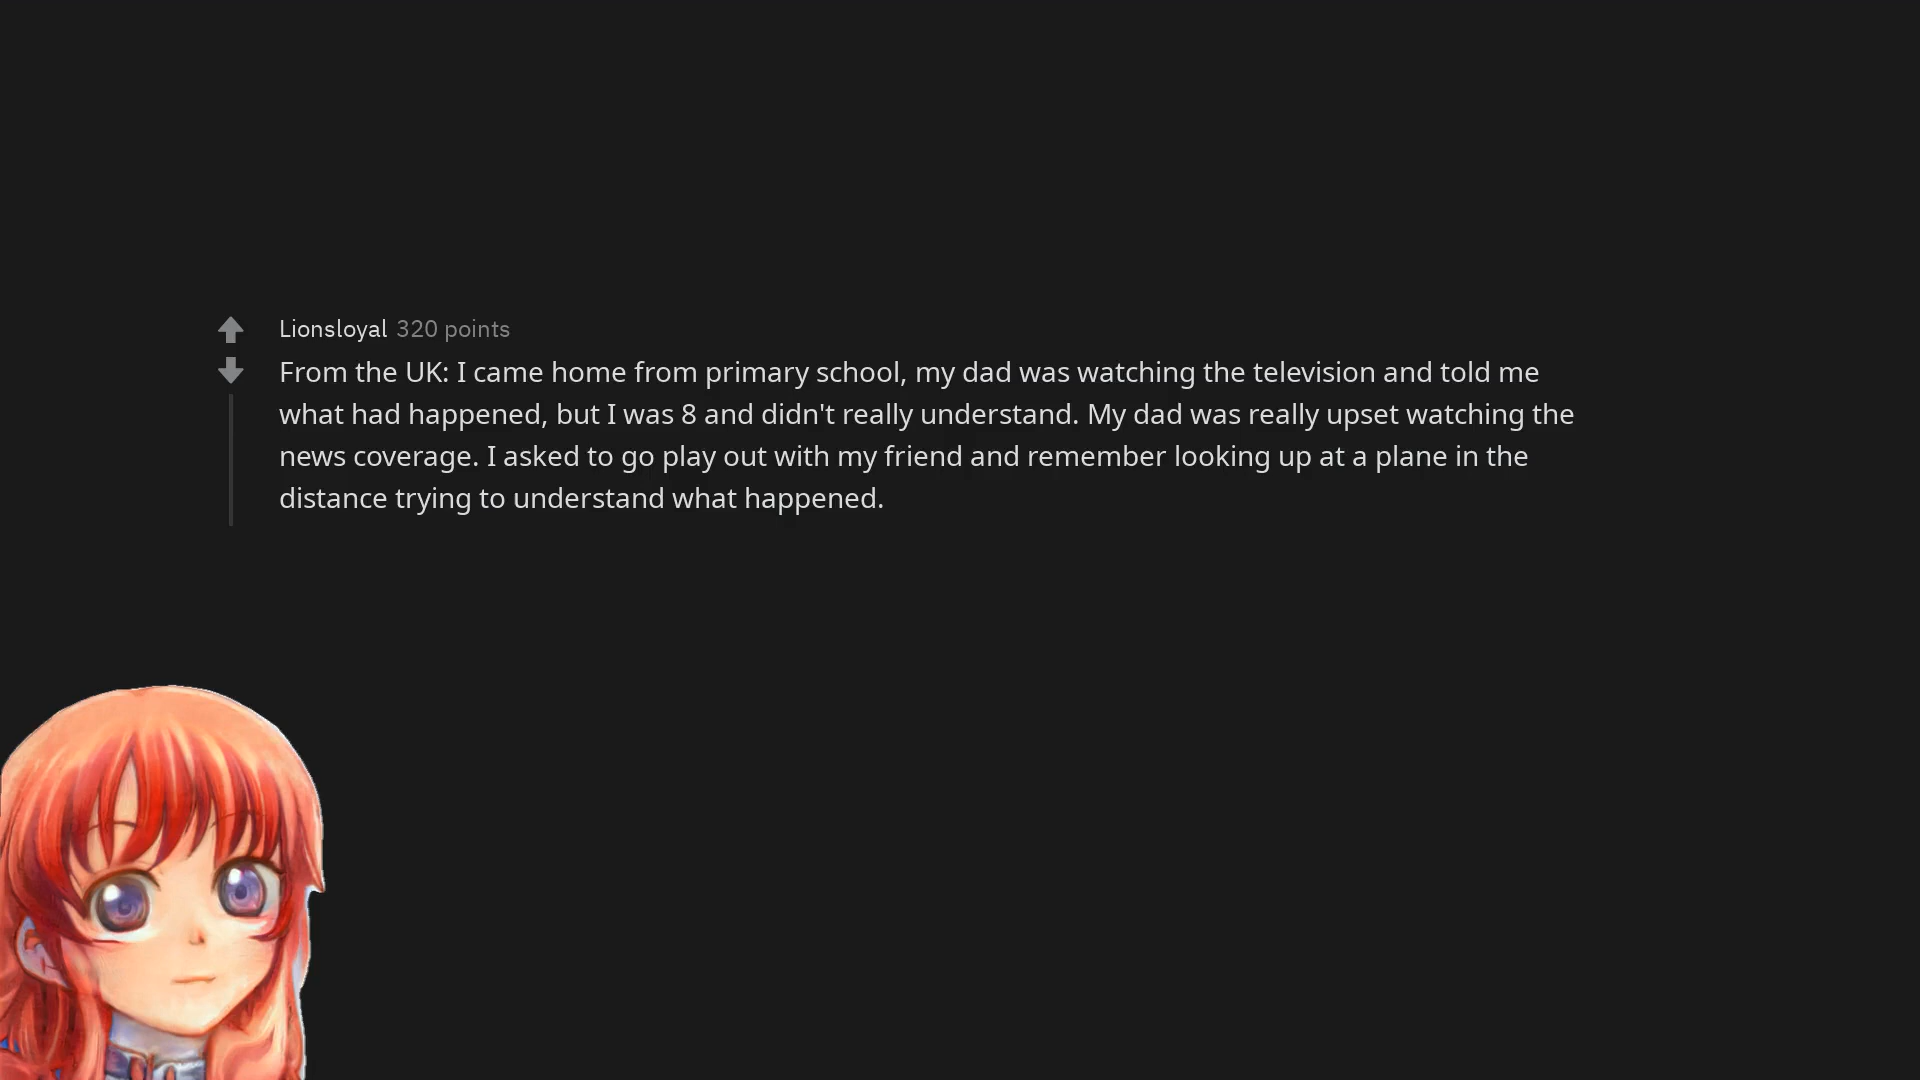 Lionsloyal 320 points
From the UK: I came home from primary school, my dad was watching the television and told me
what had happened, but I was 8 and didn't really understand. My dad was really upset watching the
news coverage. I asked to go play out with my friend and remember looking up at a plane in the
distance trying to understand what happened.